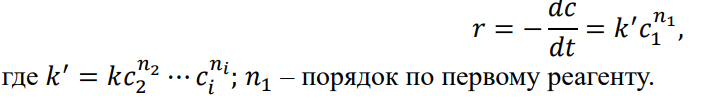 r = −dc/dt = k′c₁^{n₁},
где k′ = kc₂^{n₂} ⋯ cᵢ^{nᵢ}; n₁ – порядок по первому реагенту.